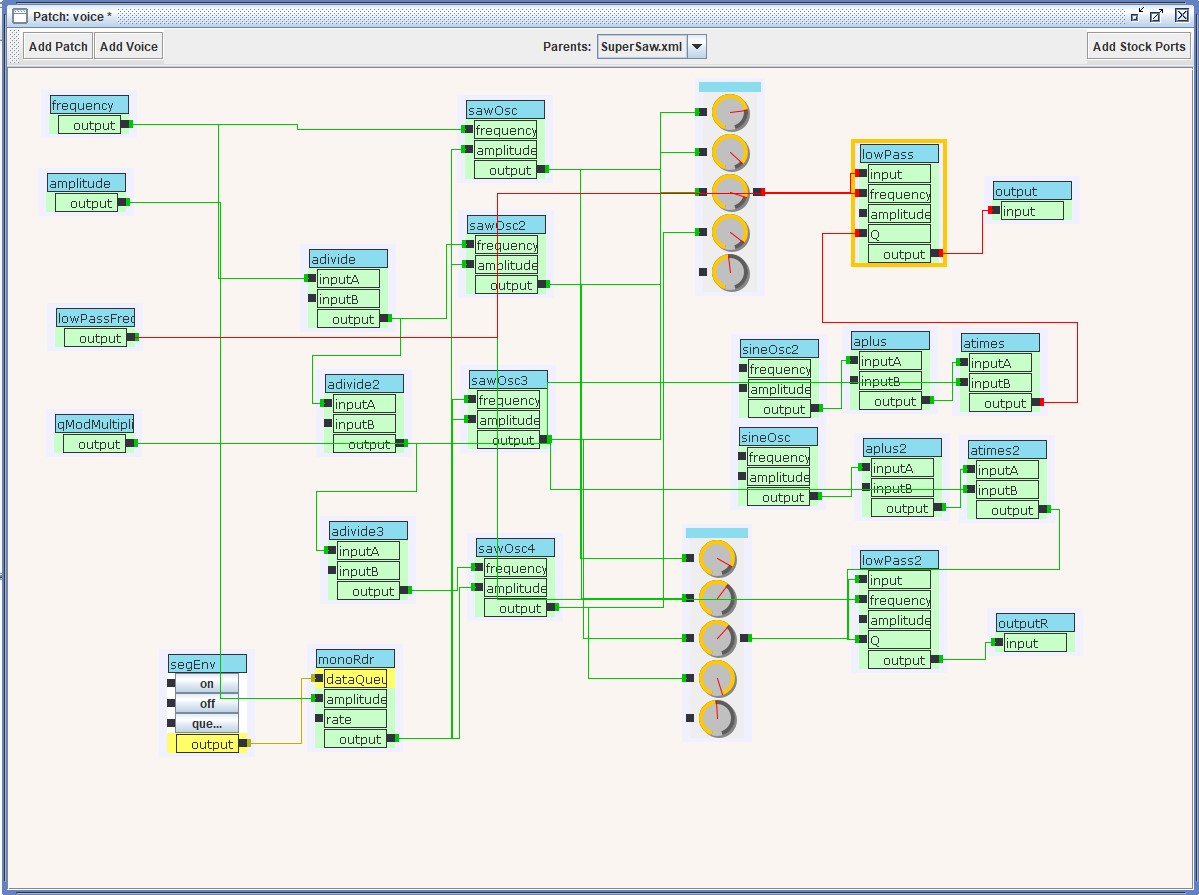 Patch: voice *
Add Patch
Add Voice
Parents:
SuperSaw.xml
Add Stock Ports
frequency
output
amplitude
output
lowPassFreq
output
qModMultipli
output
adivide
inputA
inputB
output
adivide2
inputA
inputB
output
adivide3
inputA
inputB
output
segEnv
on
off
que...
output
monoRdr
dataQueu
amplitude
rate
output
sawOsc
frequency
amplitude
output
sawOsc2
frequency
amplitude
output
sawOsc3
frequency
amplitude
output
sawOsc4
frequency
amplitude
output
lowPass
input
frequency
amplitude
Q
output
output
input
sineOsc2
frequency
amplitude
output
aplus
inputA
inputB
output
atimes
inputA
inputB
output
sineOsc
frequency
amplitude
output
aplus2
inputA
inputB
output
atimes2
inputA
inputB
output
lowPass2
input
frequency
amplitude
Q
output
outputR
input